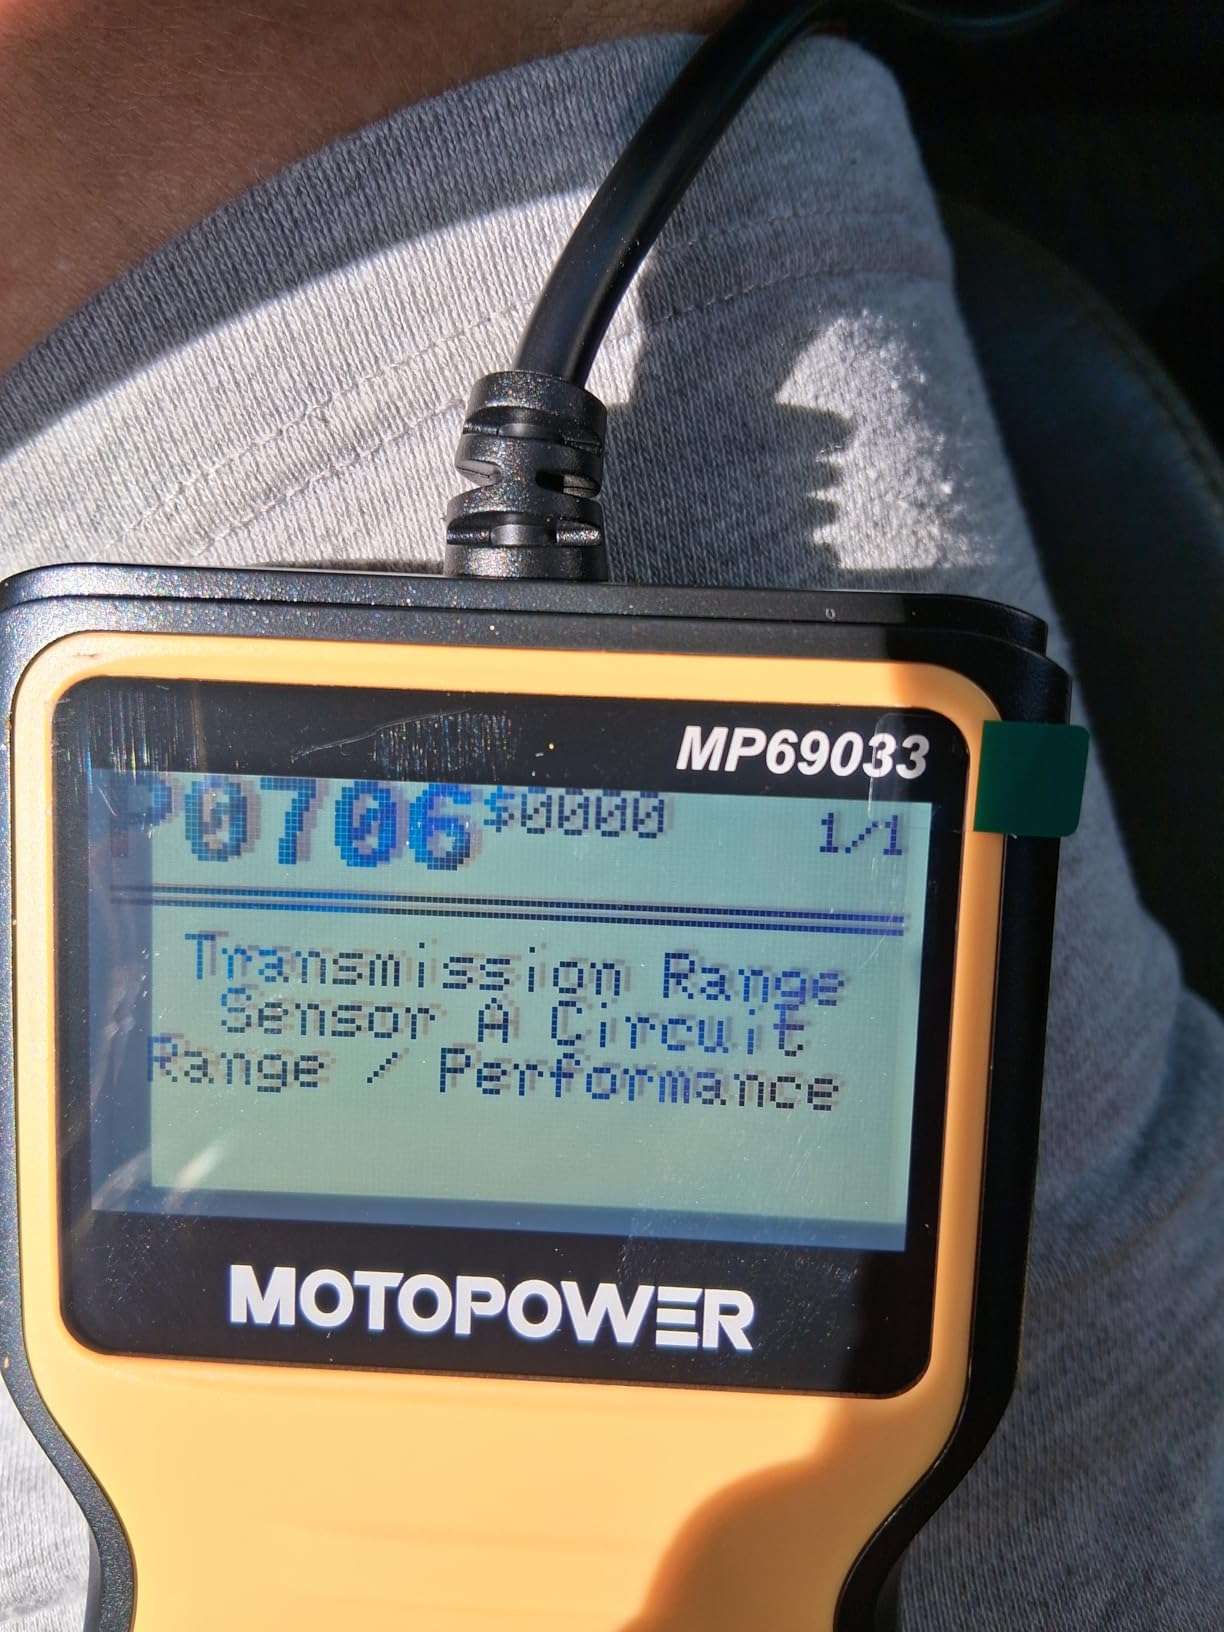 MP69033
P0706 $0000 1/1
Transmission Range
Sensor A Circuit
Range / Performance
MOTOPOWER